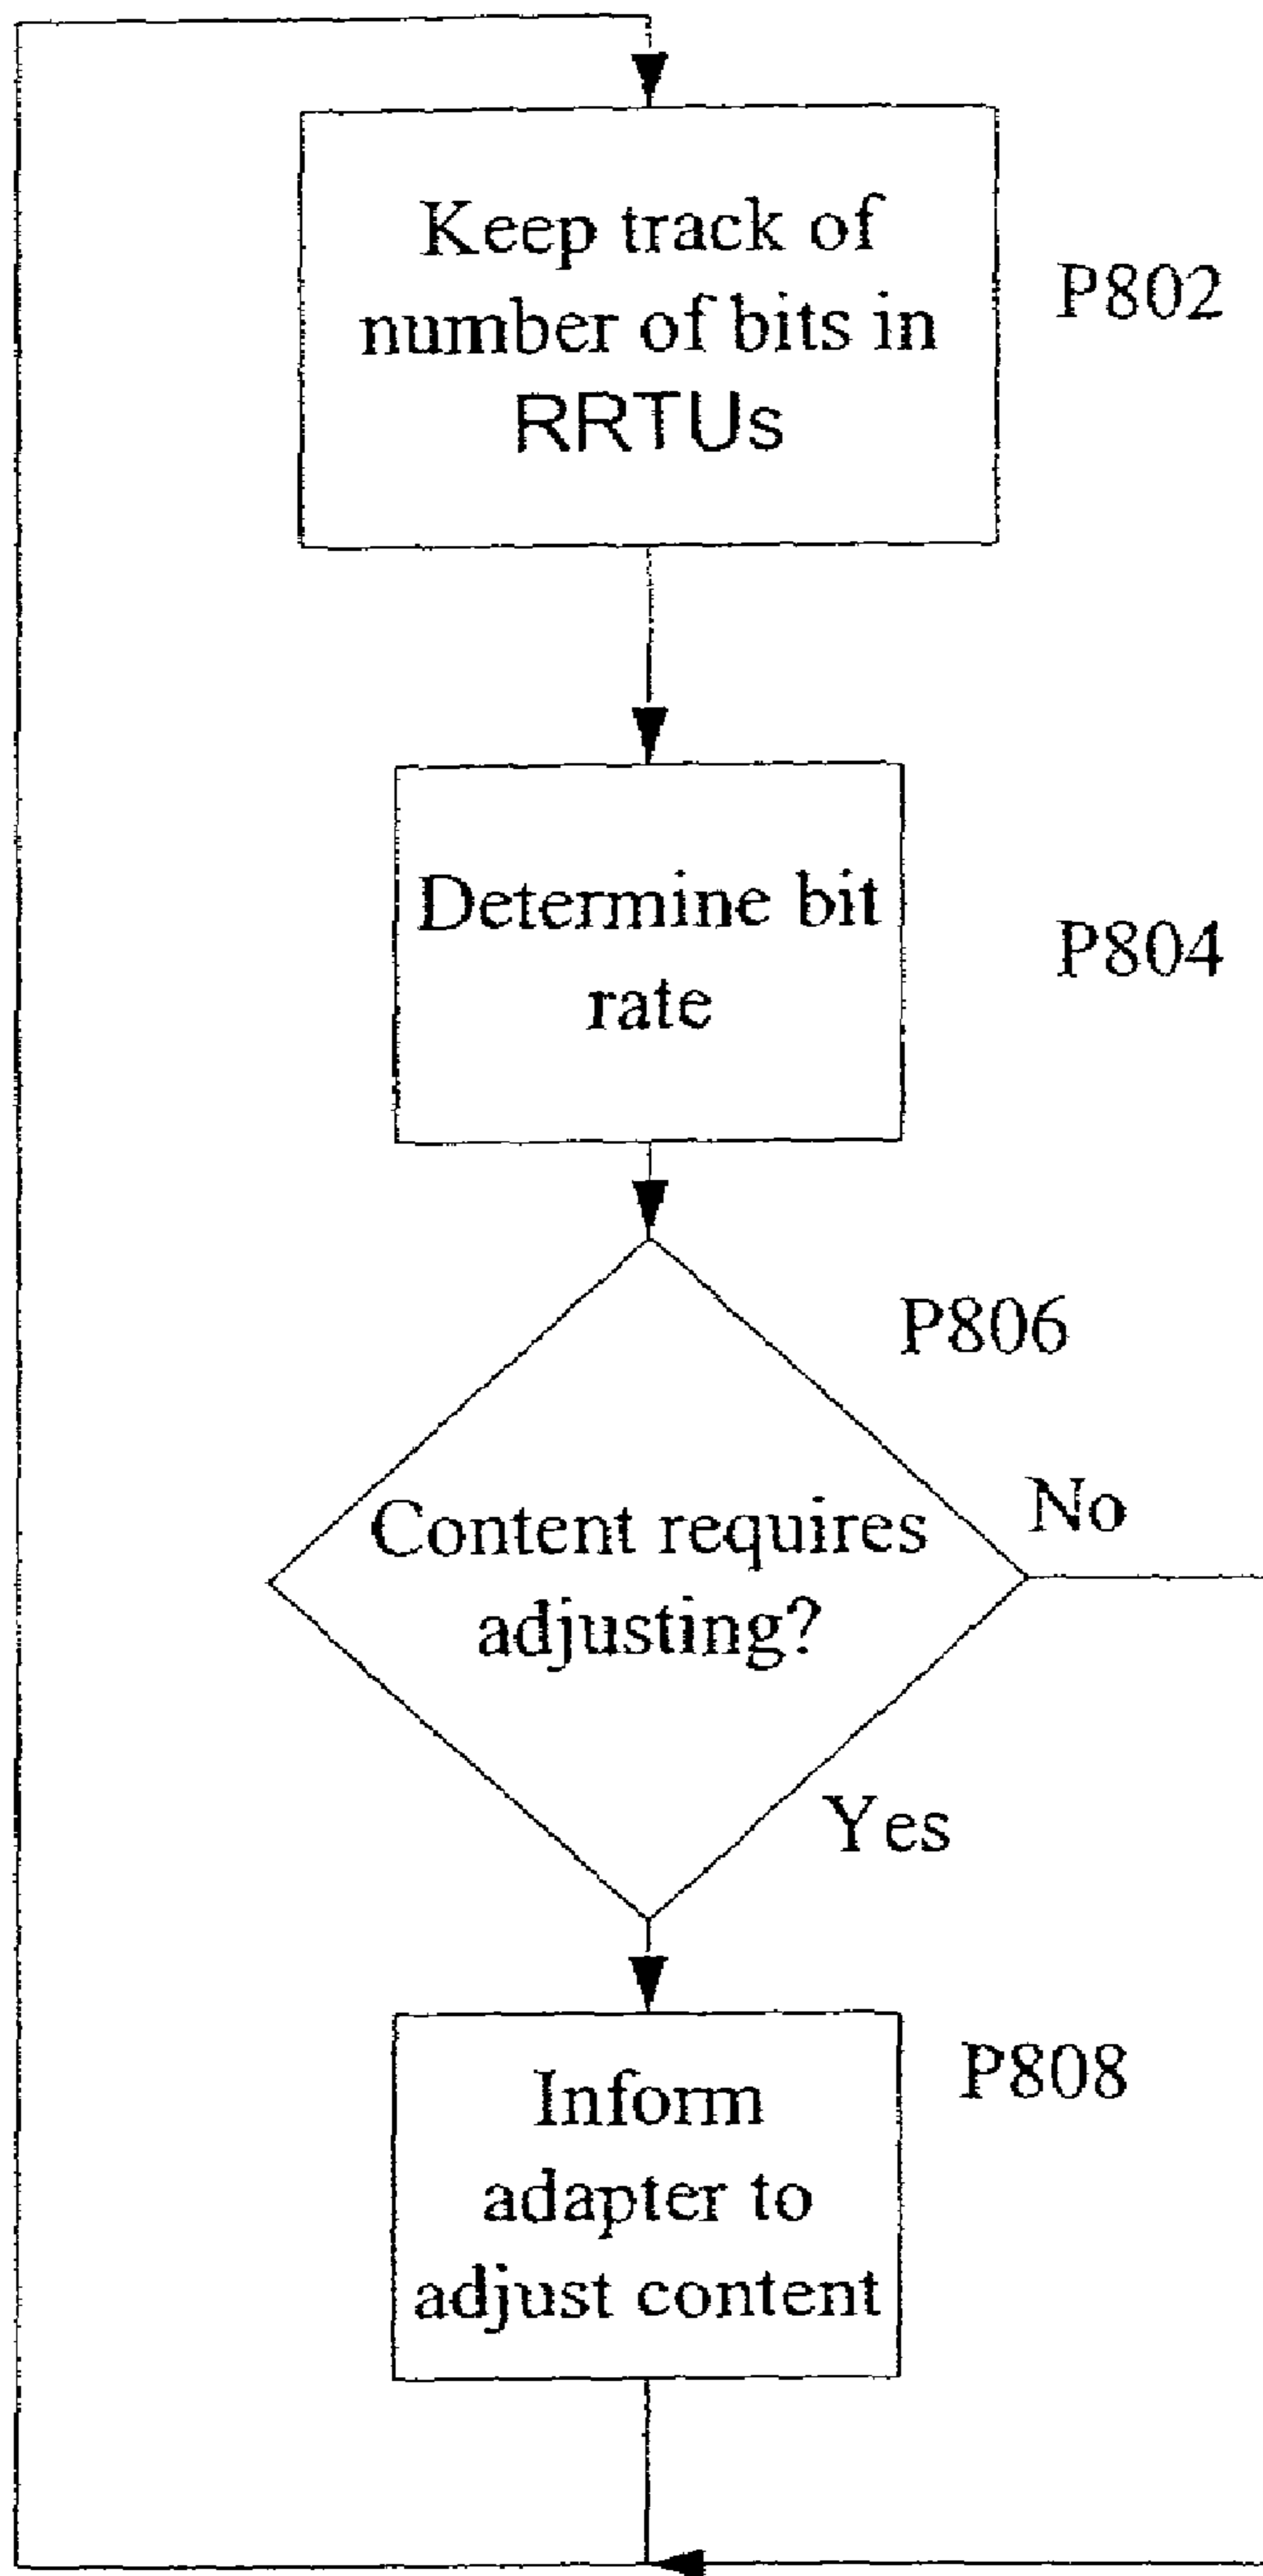 Keep track of
number of bits in
RRTUs
P802
Determine bit
rate
P804
P806
Content requires
adjusting?
No
Yes
Inform
adapter to
adjust content
P808